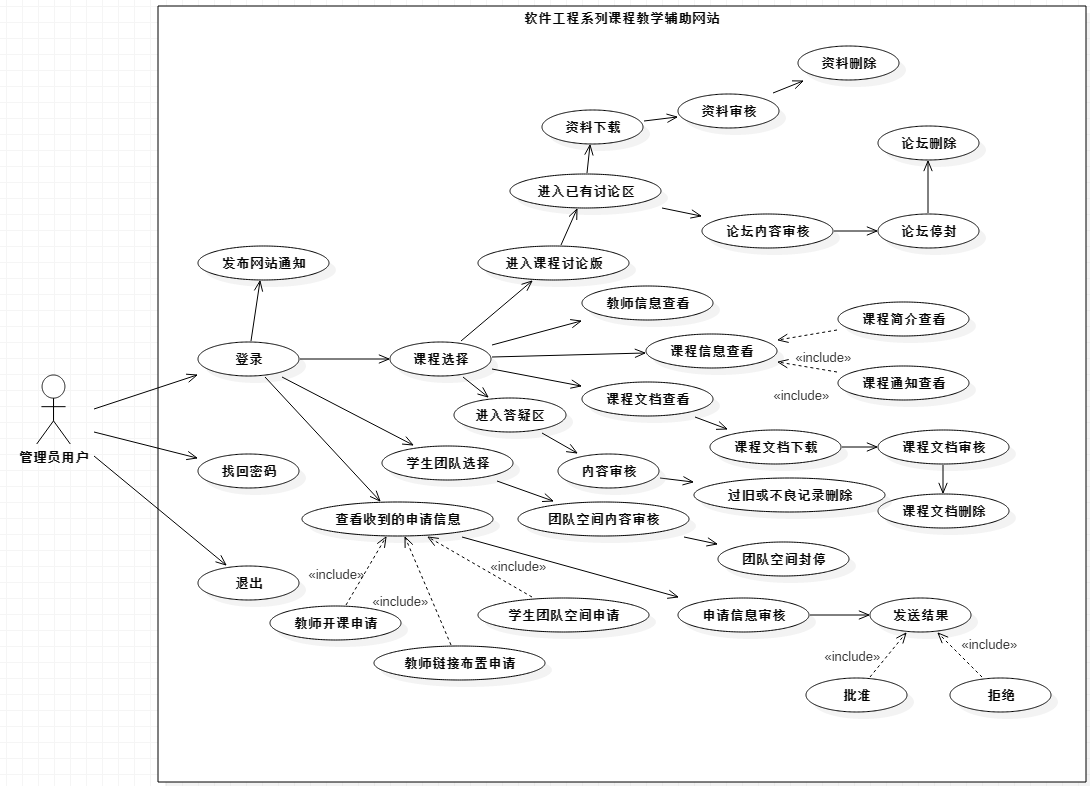 软件工程系列课程教学辅助网站
资料删除
资料审核
资料下载
论坛删除
进入已有讨论区
论坛内容审核
论坛停封
发布网站通知
进入课程讨论版
教师信息查看
课程简介查看
登录
课程选择
课程信息查看
«include»
课程通知查看
«include»
课程文档查看
进入答疑区
管理员用户
找回密码
学生团队选择
内容审核
课程文档下载
课程文档审核
过旧或不良记录删除
课程文档删除
查看收到的申请信息
团队空间内容审核
团队空间封停
退出
«include»
«include»
«include»
教师开课申请
学生团队空间申请
申请信息审核
发送结果
教师链接布置申请
«include»
«include»
批准
拒绝